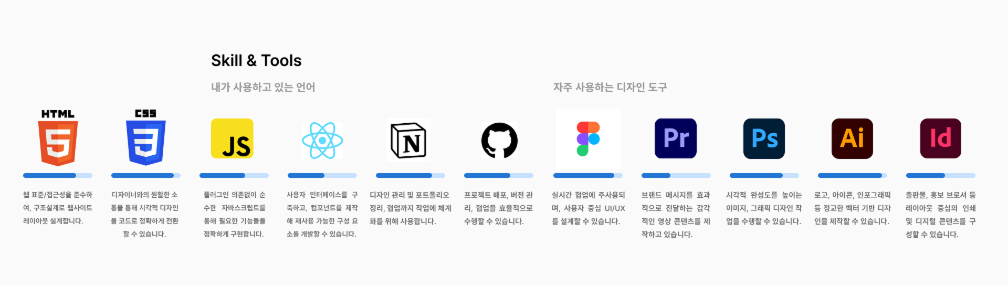 Skill & Tools
내가 사용하고 있는 언어
자주 사용하는 디자인 도구
HTML
5
웹 표준/접근성을 준수하
여, 구조설계로 웹사이트
레이아웃 설계합니다.
CSS
3
디자이너와의 원활한 소
통을 통해 시각적 디자인
을 코드로 정확하게 전환
할 수 있습니다.
JS
플러그인 의존없이 순
수한 자바스크립트를
통해 필요한 기능들을
정확하게 구현합니다.
사용자 인터페이스를 구
축하고, 컴포넌트를 제작
해 재사용 가능한 구성 요
소를 개발할 수 있습니다.
N
디자인 관리 및 포트폴리오
정리, 협업까지 작업에 체계
화를 위해 사용합니다.
프로젝트 배포, 버전 관
리, 협업을 효율적으로
수행할 수 있습니다.
실시간 협업에 주사용되
며, 사용자 중심 UI/UX
를 설계할 수 있습니다.
Pr
브랜드 메시지를 효과
적으로 전달하는 감각
적인 영상 콘텐츠를 제
작하고 있습니다.
Ps
시각적 완성도를 높이는
이미지, 그래픽 디자인 작
업을 수행할 수 있습니다.
Ai
로고, 아이콘, 인포그래픽
등 정교한 벡터 기반 디자
인을 제작할 수 있습니다.
Id
출판물, 홍보 브로셔 등
레이아웃 중심의 인쇄
및 디지털 콘텐츠를 구
성할 수 있습니다.